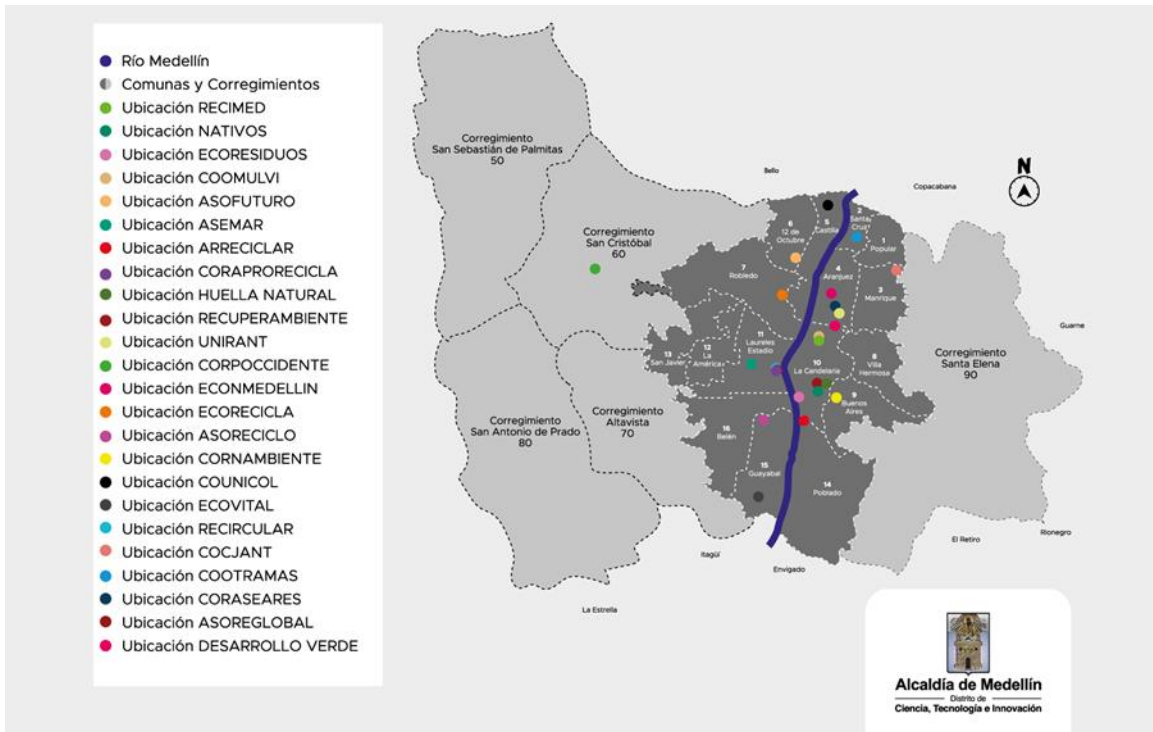 Río Medellín
Comunas y Corregimientos
Ubicación RECIMED
Ubicación NATIVOS
Ubicación ECORESIDUOS
Ubicación COOMULVI
Ubicación ASOFUTURO
Ubicación ASEMAR
Ubicación ARRECICLAR
Ubicación CORAPRORECICLA
Ubicación HUELLA NATURAL
Ubicación RECUPERAMBIENTE
Ubicación UNIRANT
Ubicación CORPOCCIDENTE
Ubicación ECONMEDELLIN
Ubicación ECORECICLA
Ubicación ASORECICLO
Ubicación CORNAMBIENTE
Ubicación COUNICOL
Ubicación ECOVITAL
Ubicación RECIRCULAR
Ubicación COCJANT
Ubicación COOTRAMAS
Ubicación CORASEARES
Ubicación ASOREGLOBAL
Ubicación DESARROLLO VERDE
Corregimiento
San Sebastián de Palmitas
50
Bello
Copacabana
N
Corregimiento
San Cristóbal
60
6
12 de
Octubre
5
Castilla
2
Santa
Cruz
1
Popular
7
Robledo
4
Aranjuez
3
Manrique
Guarne
11
Laureles
Estadio
12
La
América
13
San Javier
10
La Candelaria
8
Villa
Hermosa
Corregimiento
Santa Elena
90
9
Buenos
Aires
Corregimiento
Altavista
70
Corregimiento
San Antonio de Prado
80
16
Belén
15
Guayabal
14
Poblado
Itagüí
Envigado
El Retiro
Rionegro
La Estrella
Alcaldía de Medellín
Distrito de
Ciencia, Tecnología e Innovación